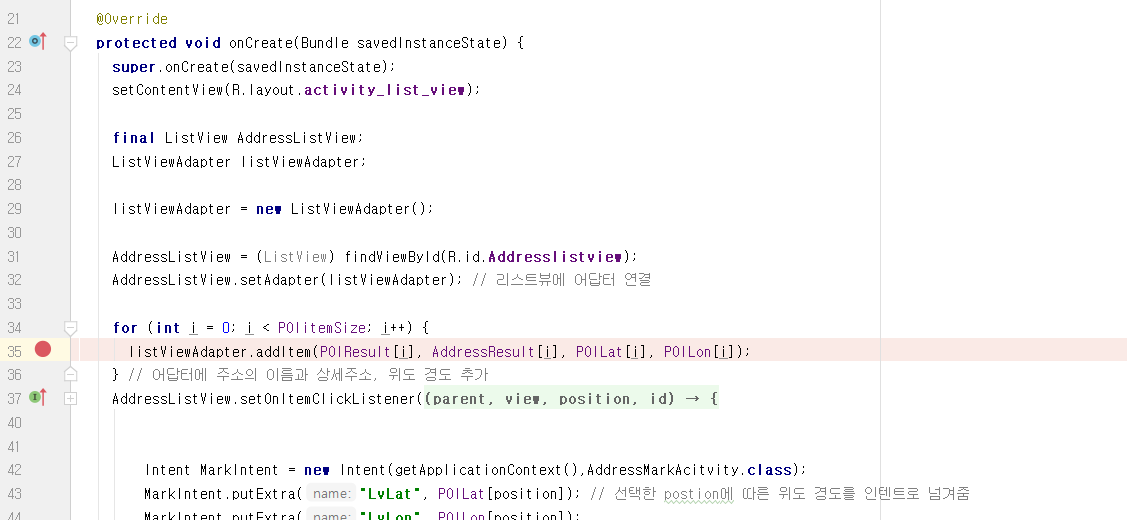 21 @Override
22 protected void onCreate(Bundle savedInstanceState) {
23 super.onCreate(savedInstanceState);
24 setContentView(R.layout.activity_list_view);
25
26 final ListView AddressListView;
27 ListViewAdapter listViewAdapter;
28
29 listViewAdapter = new ListViewAdapter();
30
31 AddressListView = (ListView) findViewById(R.id.Addresslistview);
32 AddressListView.setAdapter(listViewAdapter); // 리스트뷰에 어답터 연결
33
34 for (int i = 0; i < POIitemSize; i++) {
35 listViewAdapter.addItem(POIResult[i], AddressResult[i], POILat[i], POILon[i]);
36 } // 어답터에 주소의 이름과 상세주소, 위도 경도 추가
37 AddressListView.setOnItemClickListener((parent, view, position, id) → {
40
41
42 Intent MarkIntent = new Intent(getApplicationContext(),AddressMarkAcitvity.class);
43 MarkIntent.putExtra( name: "LvLat", POILat[position]); // 선택한 postion에 따른 위도 경도를 인텐트로 넘겨줌
44 MarkIntent.putExtra( name: "LvLon", POILon[position]);